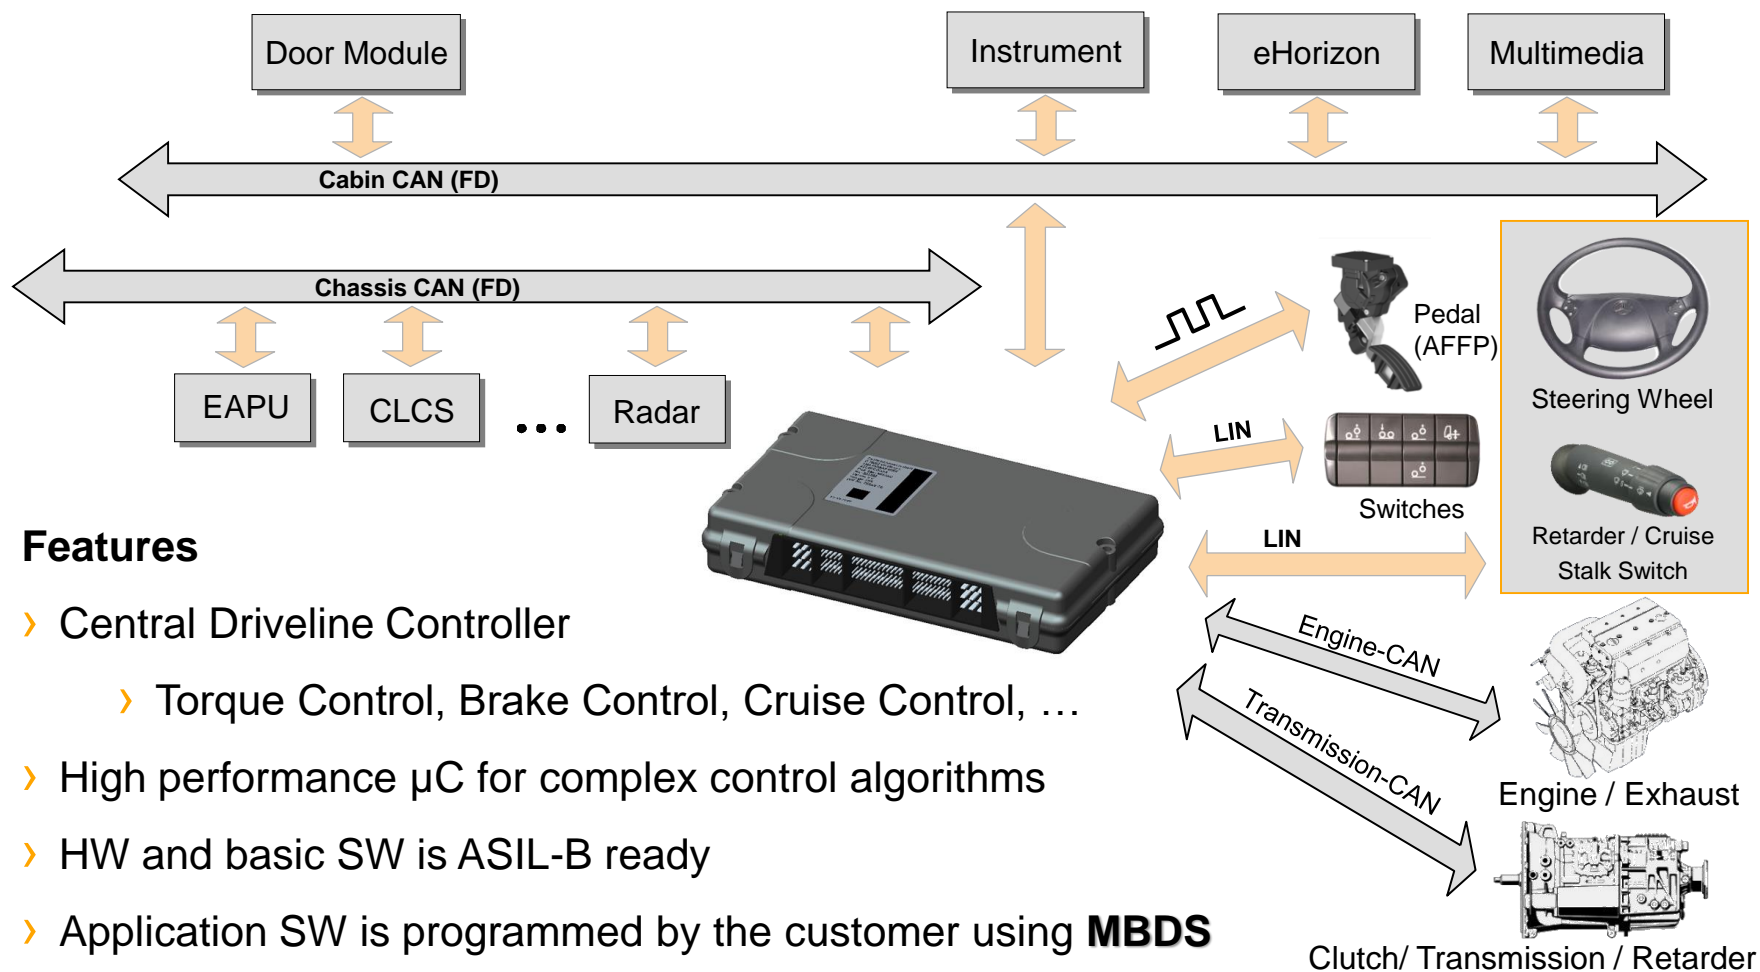 Door Module
Instrument
eHorizon
Multimedia
Cabin CAN (FD)
Chassis CAN (FD)
EAPU
CLCS
...
Radar
Pedal
(AFFP)
Steering Wheel
LIN
Switches
LIN
Retarder / Cruise
Stalk Switch
Engine-CAN
Transmission-CAN
Engine / Exhaust
Clutch/ Transmission / Retarder
Features
› Central Driveline Controller
› Torque Control, Brake Control, Cruise Control, …
› High performance µC for complex control algorithms
› HW and basic SW is ASIL-B ready
› Application SW is programmed by the customer using MBDS